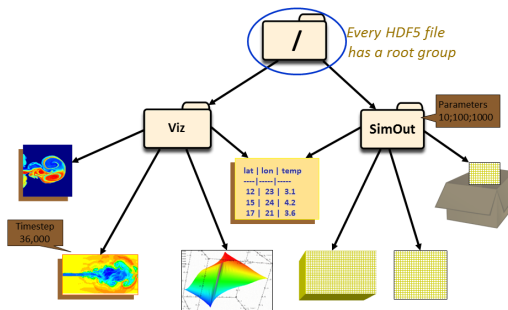 /
Every HDF5 file
has a root group
Parameters
10;100;1000
Viz
SimOut
lat | lon | temp
----|-----|-----
12 | 23 | 3.1
15 | 24 | 4.2
17 | 21 | 3.6
Timestep
36,000